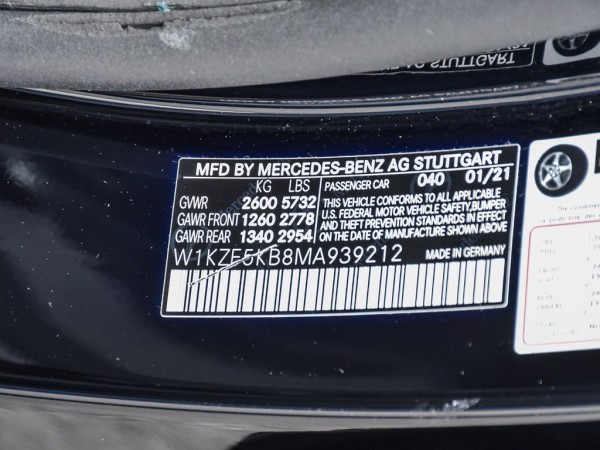 MFD BY MERCEDES-BENZ AG STUTTGART
KG LBS PASSENGER CAR 040 01/21
GVWR 2600 5732
GAWR FRONT 1260 2778
GAWR REAR 1340 2954
THIS VEHICLE CONFORMS TO ALL APPLICABLE
U.S. FEDERAL MOTOR VEHICLE SAFETY,BUMPER
AND THEFT PREVENTION STANDARDS IN EFFECT
ON THE DATE OF MANUFACTURE SHOWN ABOVE
W1KZF5KB8MA939212 MADE IN GERMANY